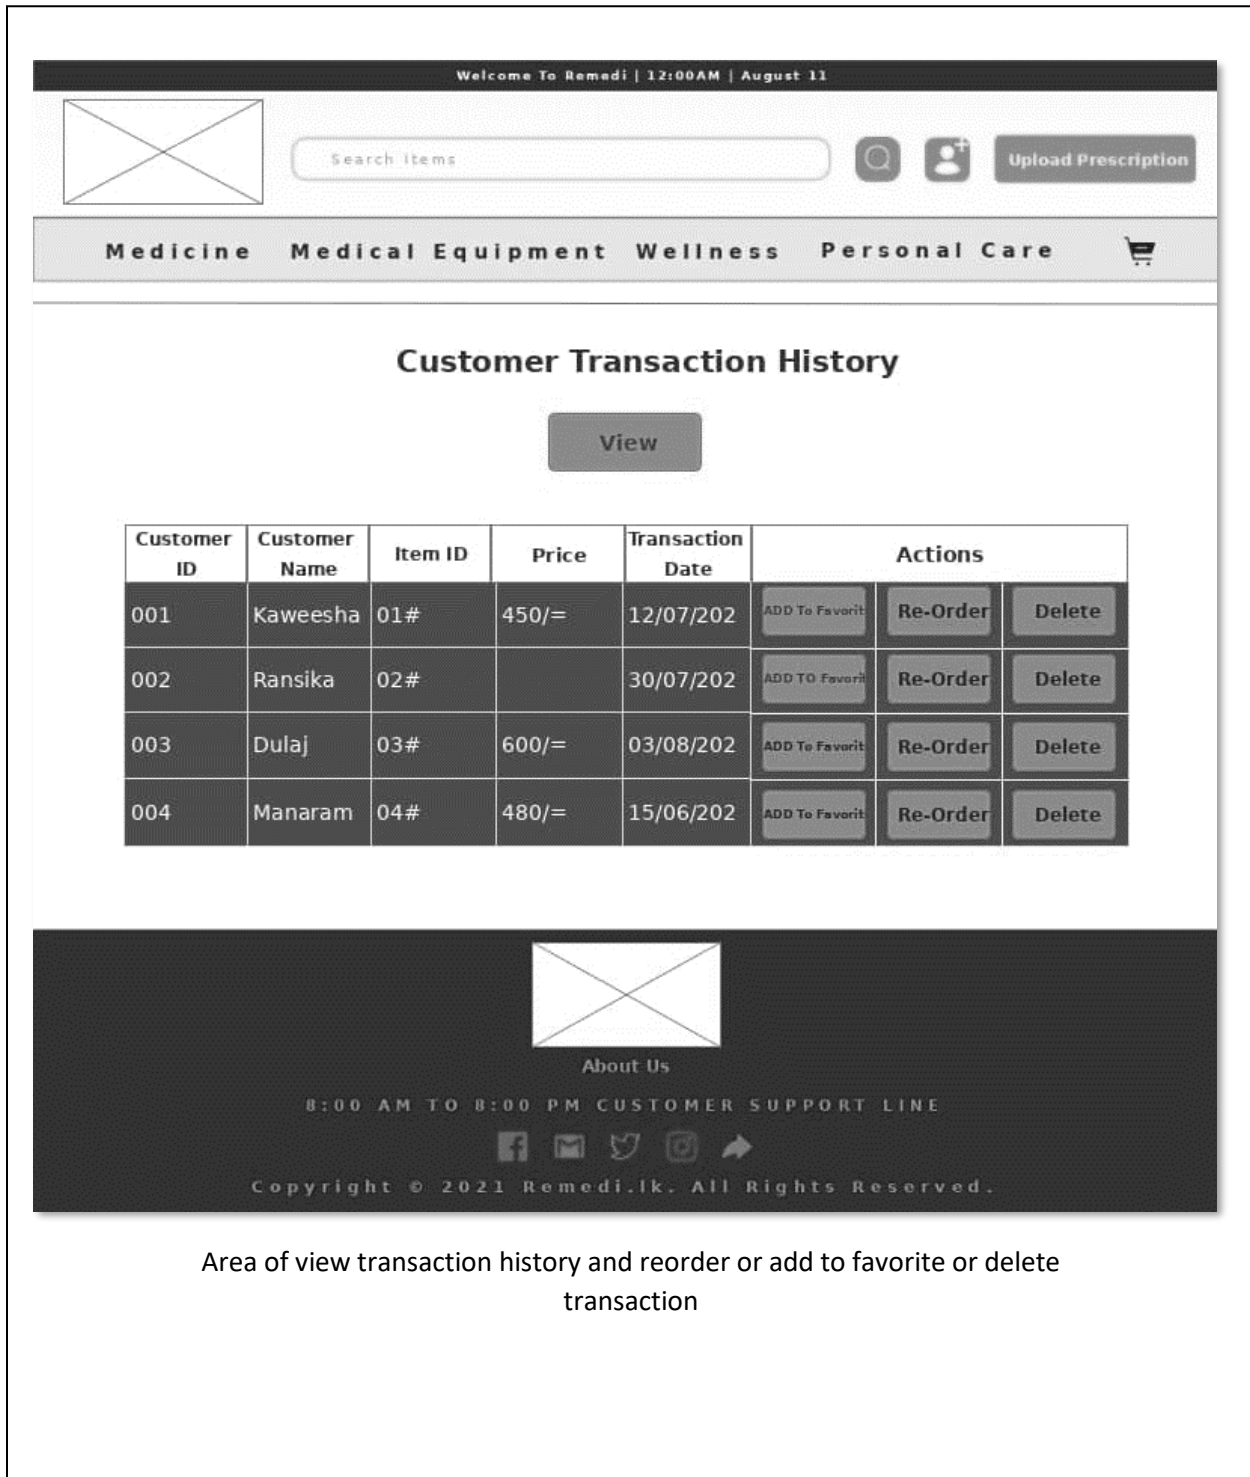 Welcome To Remedi | 12:00AM | August 11
Search Items
Upload Prescription
Medicine Medical Equipment Wellness Personal Care
Customer Transaction History
View
Customer ID Customer Name Item ID Price Transaction Date Actions
001 Kaweesha 01# 450/= 12/07/202 ADD To Favorit Re-Order Delete
002 Ransika 02# 30/07/202 ADD TO Favorit Re-Order Delete
003 Dulaj 03# 600/= 03/08/202 ADD To Favorit Re-Order Delete
004 Manaram 04# 480/= 15/06/202 ADD To Favorit Re-Order Delete
About Us
8:00 AM TO 8:00 PM CUSTOMER SUPPORT LINE
Copyright © 2021 Remedi.lk. All Rights Reserved.
Area of view transaction history and reorder or add to favorite or delete
transaction